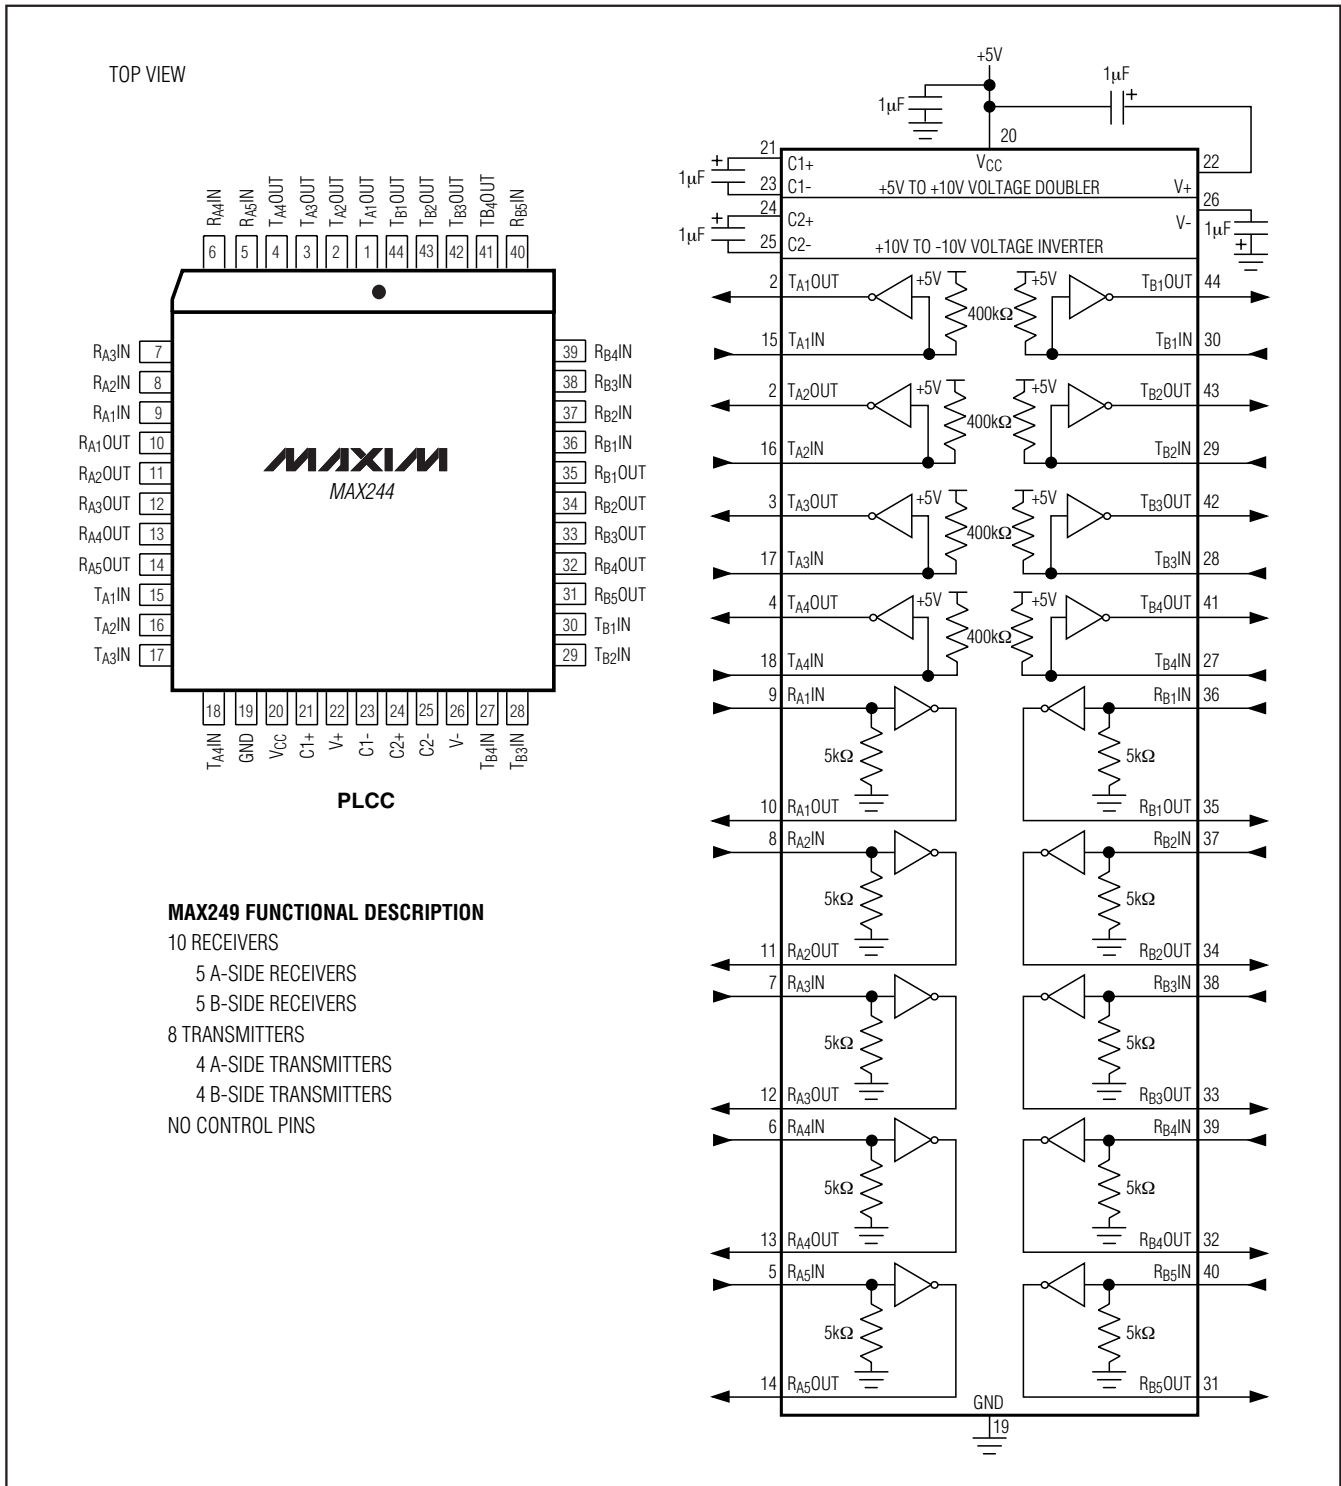 TOP VIEW
RA4IN
RA5IN
TA4OUT
TA3OUT
TA2OUT
TA1OUT
TB1OUT
TB2OUT
TB3OUT
TB4OUT
RB5IN
6 5 4 3 2 1 44 43 42 41 40
RA3IN 7
RA2IN 8
RA1IN 9
RA1OUT 10
RA2OUT 11
RA3OUT 12
RA4OUT 13
RA5OUT 14
TA1IN 15
TA2IN 16
TA3IN 17
MAXIM
MAX244
39 RB4IN
38 RB3IN
37 RB2IN
36 RB1IN
35 RB1OUT
34 RB2OUT
33 RB3OUT
32 RB4OUT
31 RB5OUT
30 TB1IN
29 TB2IN
18 19 20 21 22 23 24 25 26 27 28
TA4IN
GND
VCC
C1+
V+
C1-
C2+
C2-
V-
TB4IN
TB3IN
PLCC
MAX249 FUNCTIONAL DESCRIPTION
10 RECEIVERS
5 A-SIDE RECEIVERS
5 B-SIDE RECEIVERS
8 TRANSMITTERS
4 A-SIDE TRANSMITTERS
4 B-SIDE TRANSMITTERS
NO CONTROL PINS
+5V
1µF
1µF +
20
21 C1+ VCC 22
+ 1µF
23 C1- +5V TO +10V VOLTAGE DOUBLER V+
24 C2+ V- 26
+ 1µF
25 C2- +10V TO -10V VOLTAGE INVERTER
1µF +
2 TA1OUT +5V +5V TB1OUT 44
400kΩ
15 TA1IN TB1IN 30
2 TA2OUT +5V +5V TB2OUT 43
400kΩ
16 TA2IN TB2IN 29
3 TA3OUT +5V +5V TB3OUT 42
400kΩ
17 TA3IN TB3IN 28
4 TA4OUT +5V +5V TB4OUT 41
400kΩ
18 TA4IN TB4IN 27
9 RA1IN RB1IN 36
5kΩ 5kΩ
10 RA1OUT RB1OUT 35
8 RA2IN RB2IN 37
5kΩ 5kΩ
11 RA2OUT RB2OUT 34
7 RA3IN RB3IN 38
5kΩ 5kΩ
12 RA3OUT RB3OUT 33
6 RA4IN RB4IN 39
5kΩ 5kΩ
13 RA4OUT RB4OUT 32
5 RA5IN RB5IN 40
5kΩ 5kΩ
14 RA5OUT RB5OUT 31
GND
19